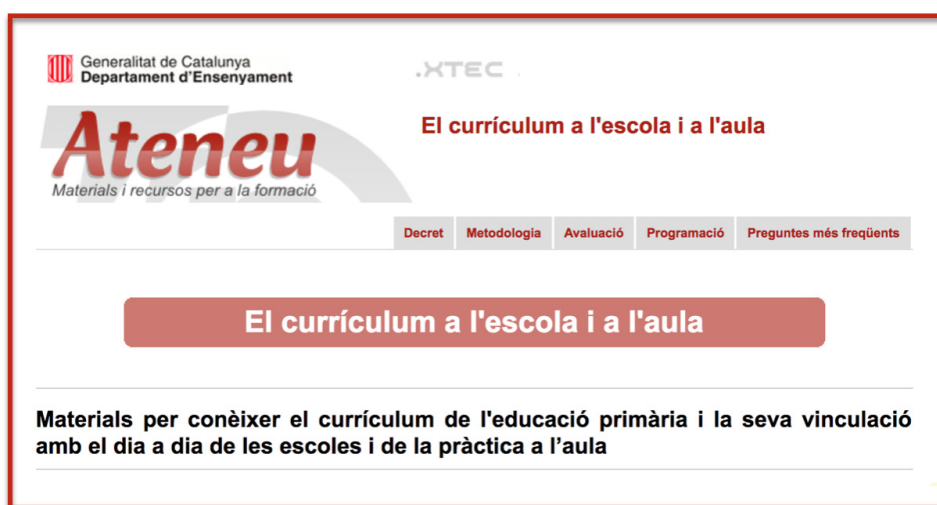 Generalitat de Catalunya
Departament d'Ensenyament
.XTEC .
Ateneu
Materials i recursos per a la formació
El currículum a l'escola i a l'aula
Decret Metodologia Avaluació Programació Preguntes més freqüents
El currículum a l'escola i a l'aula
Materials per conèixer el currículum de l'educació primària i la seva vinculació
amb el dia a dia de les escoles i de la pràctica a l’aula